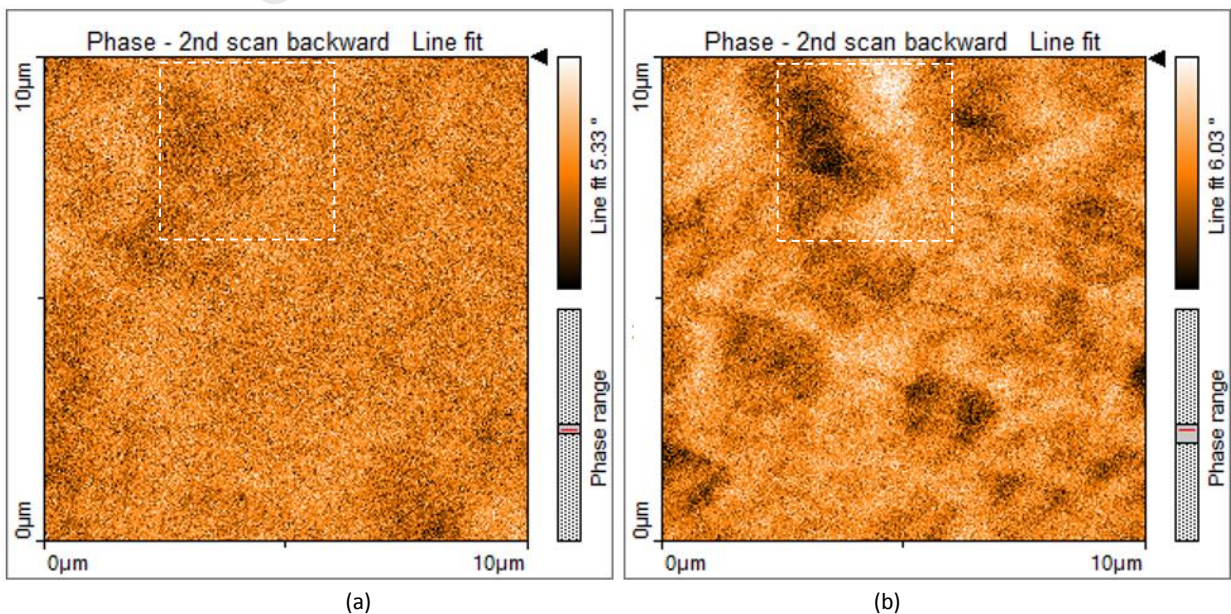 Phase - 2nd scan backward Line fit
10µm
0µm
0µm
10µm
Line fit 5.33 °
Phase range
(a)
Phase - 2nd scan backward Line fit
10µm
0µm
0µm
10µm
Line fit 6.03 °
Phase range
(b)